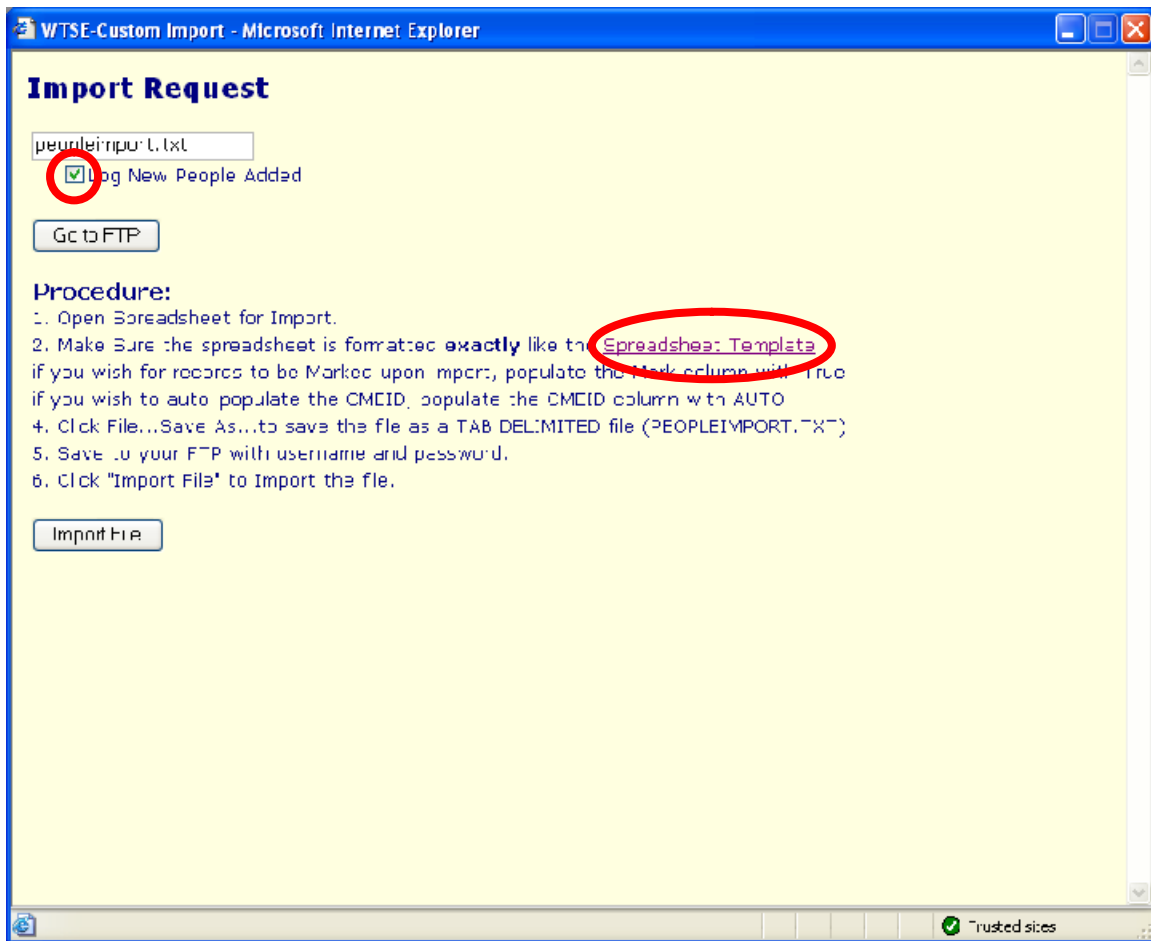 WTSE-Custom Import - Microsoft Internet Explorer
Import Request
peopleimport.txt
Log New People Added
Go to FTP
Procedure:
1. Open Spreadsheet for Import.
2. Make Sure the spreadsheet is formatted exactly like the Spreadsheet Template
if you wish for records to be Marked upon import, populate the Mark column with True
if you wish to auto populate the CMEID, populate the CMEID column with AUTO
4. Click File...Save As...to save the file as a TAB DELIMITED file (PEOPLEIMPORT.TXT)
5. Save to your FTP with username and password.
6. Click "Import File" to Import the file.
Import File
Trusted sites